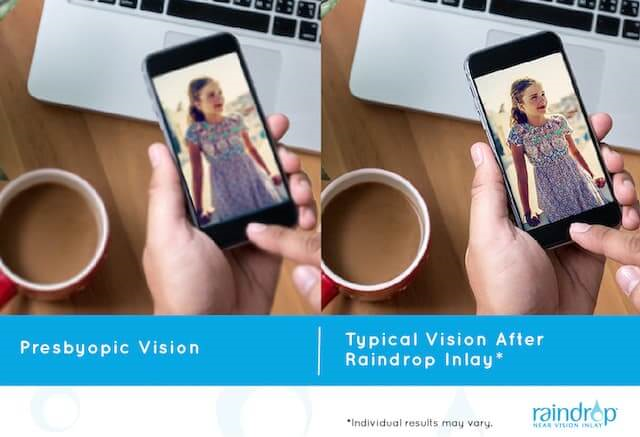 Presbyopic Vision
Typical Vision After
Raindrop Inlay*
*Individual results may vary.
raindrop
NEAR VISION INLAY